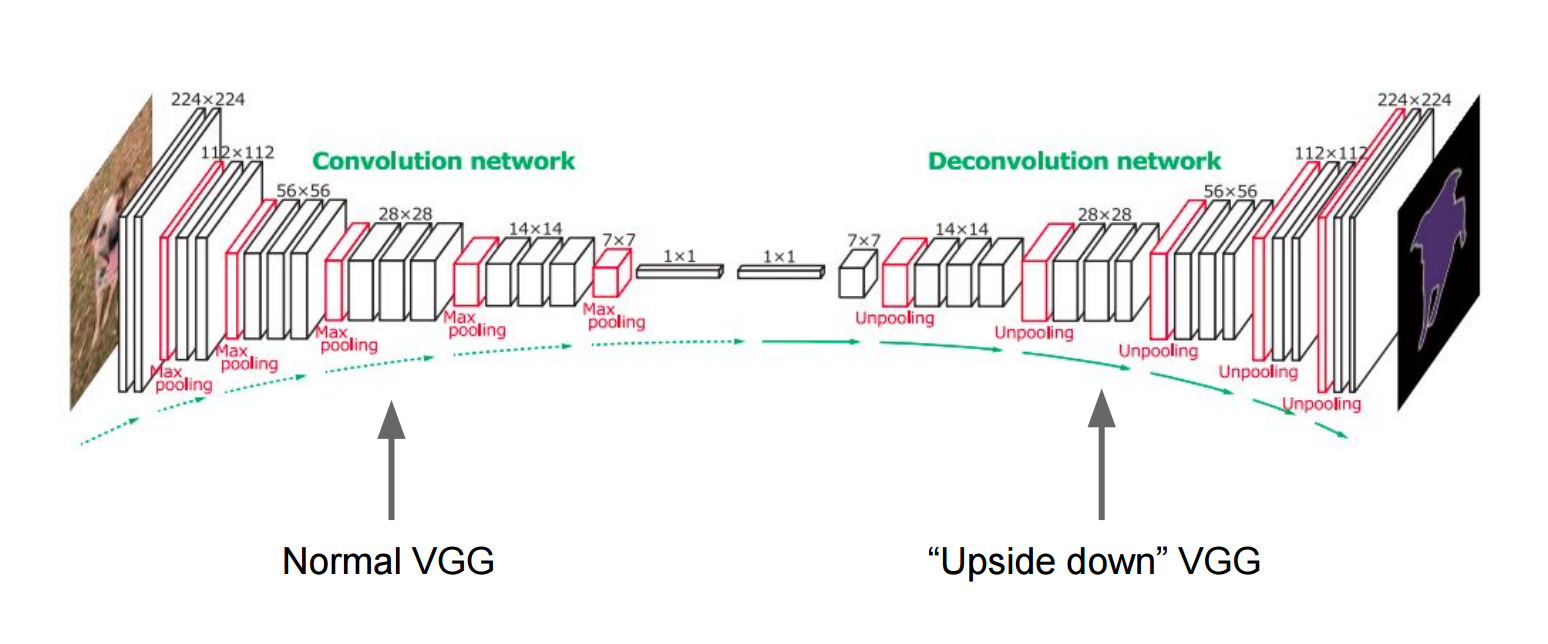 224×224
112×112
Convolution network
56×56
28×28
14×14
7×7
1×1
Max
pooling
Max
pooling
Max
pooling
Max
pooling
Max
pooling
1×1
7×7
14×14
Deconvolution network
28×28
56×56
112×112
224×224
Unpooling
Unpooling
Unpooling
Unpooling
Unpooling
Normal VGG
“Upside down” VGG